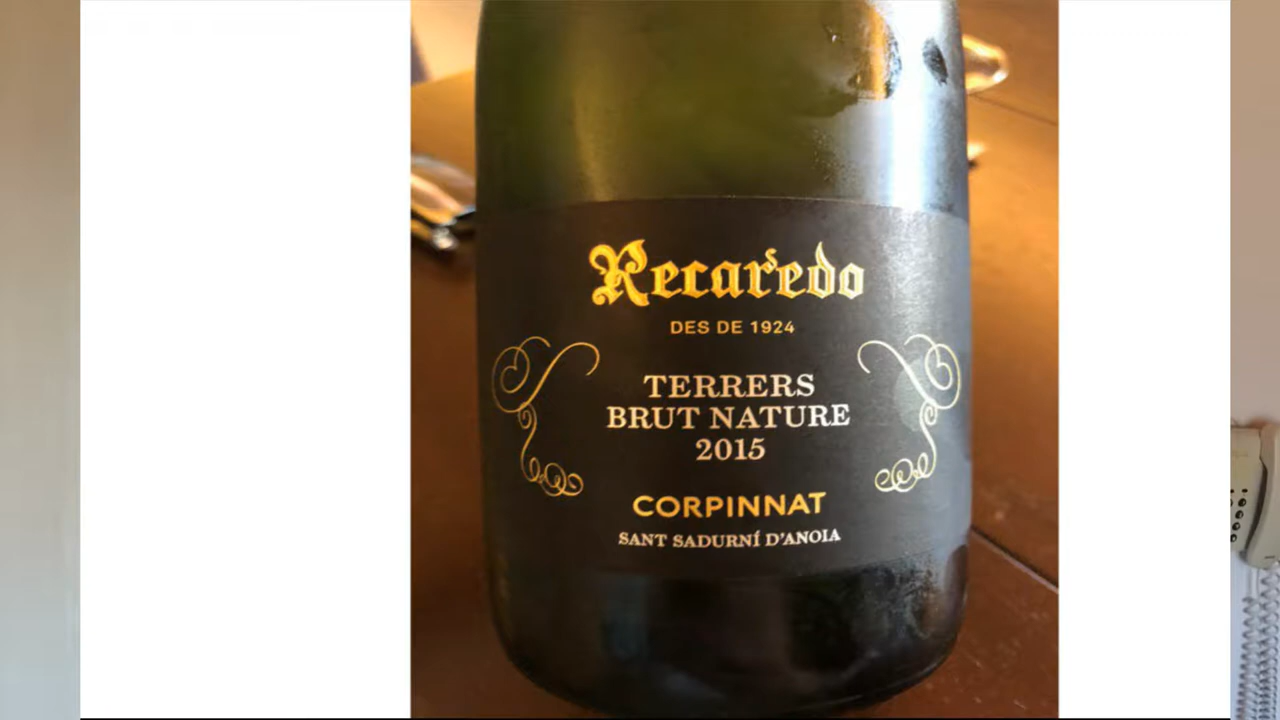 Recaredo
DES DE 1924
TERRERS
BRUT NATURE
2015
CORPINNAT
SANT SADURNÍ D'ANOIA